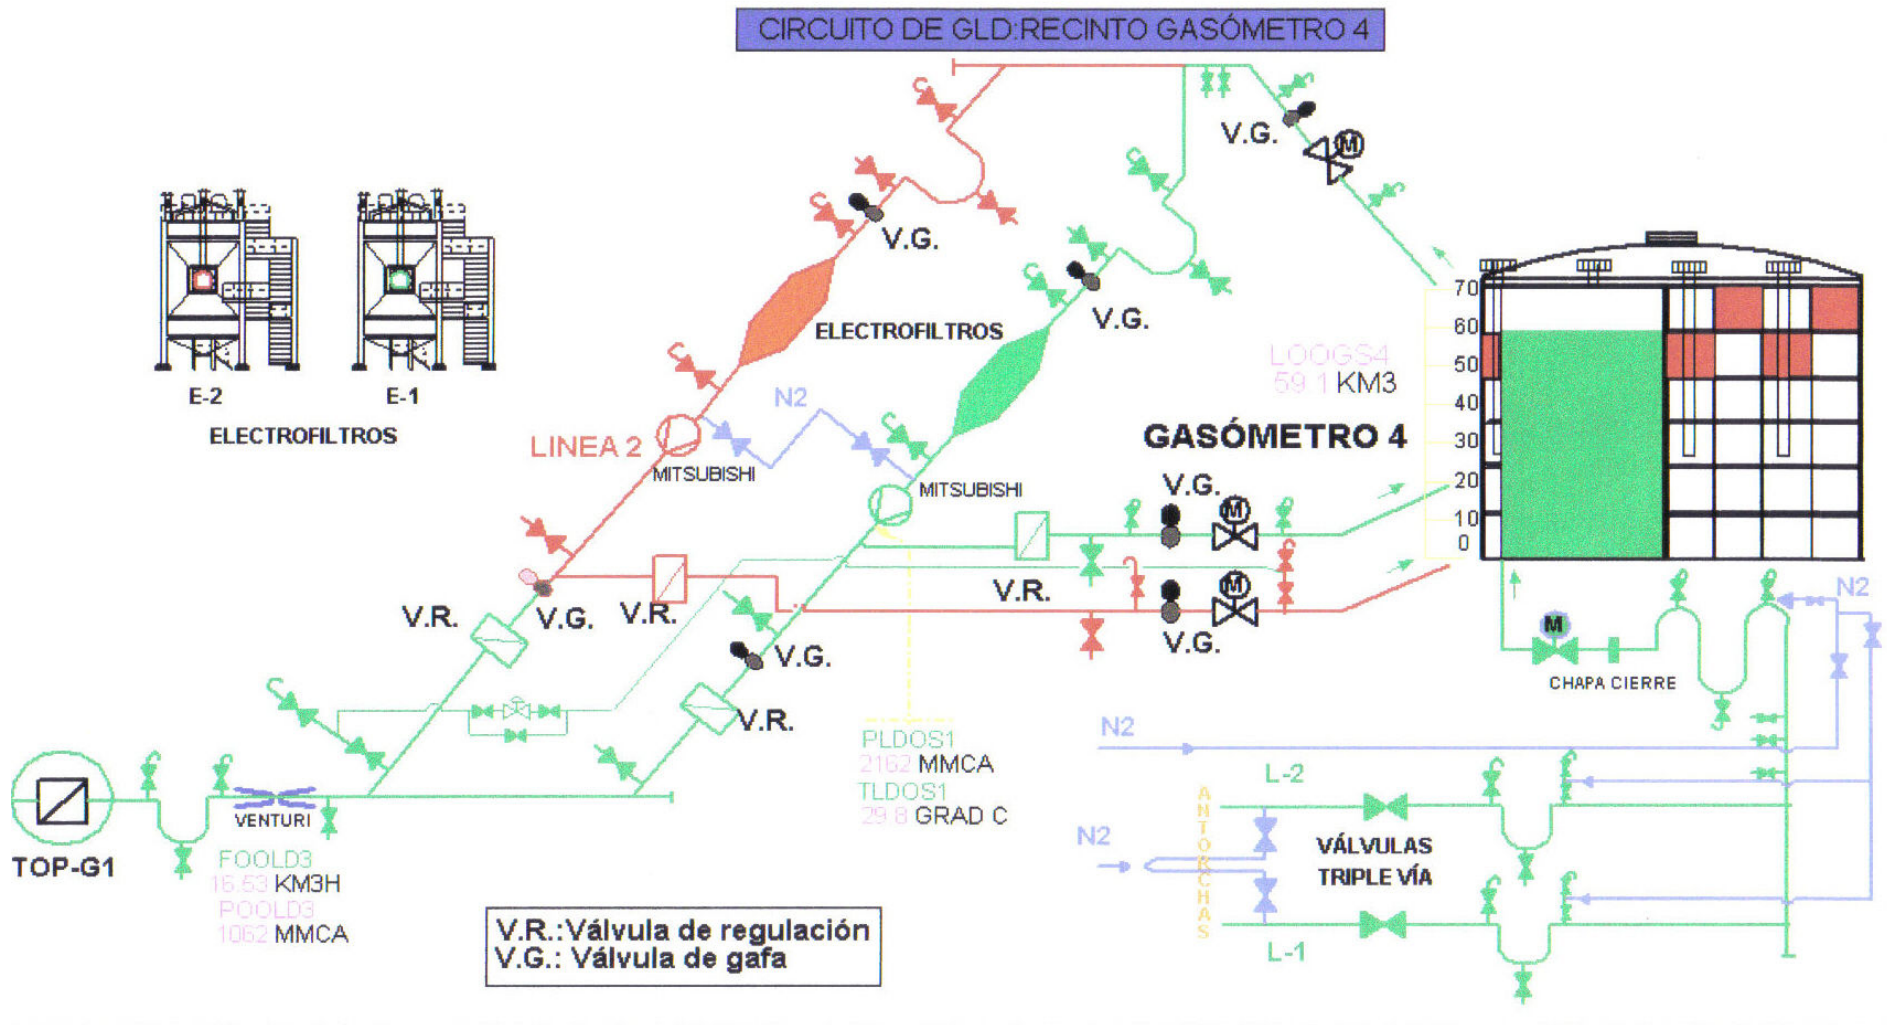 CIRCUITO DE GLD:RECINTO GASÓMETRO 4
M
V.G.
V.G.
V.G.
ELECTROFILTROS
E-2
E-1
ELECTROFILTROS
LOOGS4
59.1 KM3
70
60
50
40
30
20
10
0
GASÓMETRO 4
N2
LINEA 2
MITSUBISHI
MITSUBISHI
V.G.
M
V.R.
V.G.
V.R.
V.R.
M
V.G.
V.G.
V.R.
N2
M
CHAPA CIERRE
PLDOS1
2162 MMCA
TLDOS1
29.8 GRAD C
N2
L-2
ANTORCHAS
N2
VÁLVULAS
TRIPLE VÍA
L-1
VENTURI
TOP-G1
FOOLD3
16.53 KM3H
POOLD3
1062 MMCA
V.R.:Válvula de regulación
V.G.: Válvula de gafa